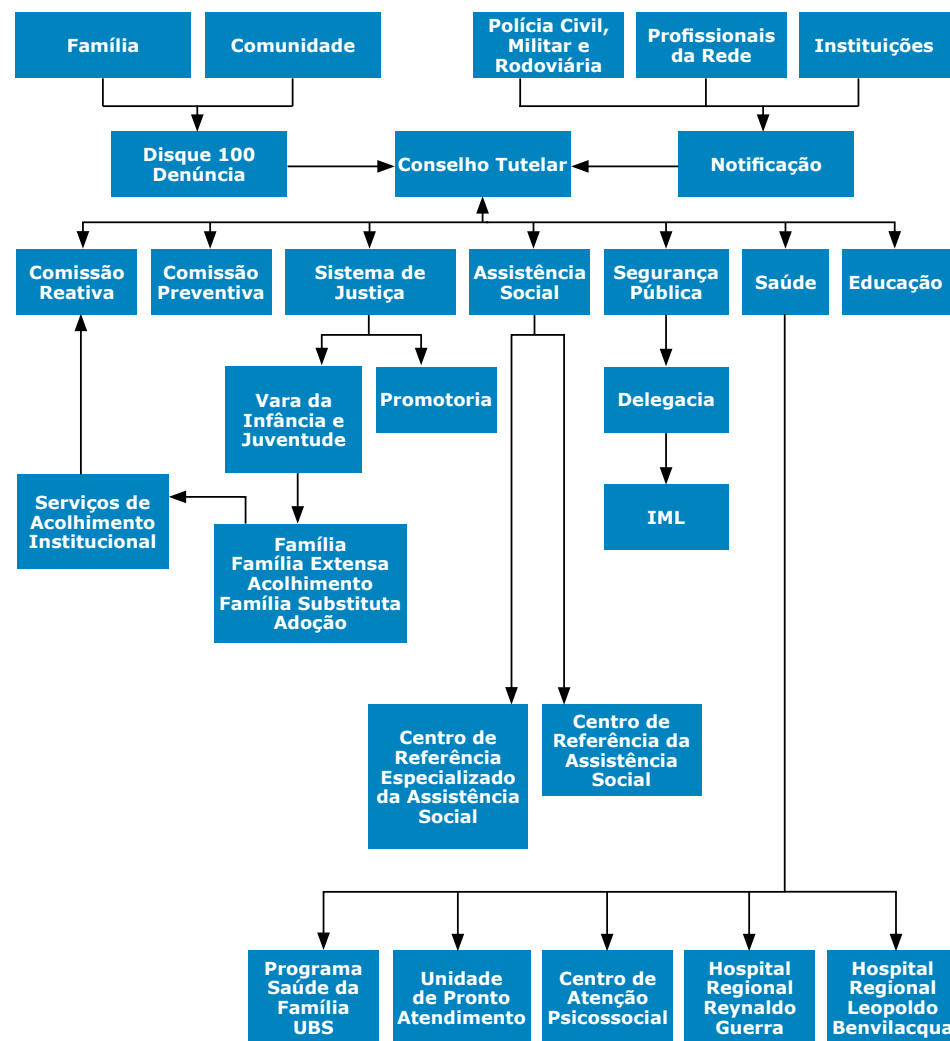 Família
Comunidade
Polícia Civil,
Militar e
Rodoviária
Profissionais
da Rede
Instituições
Disque 100
Denúncia
Conselho Tutelar
Notificação
Comissão
Reativa
Comissão
Preventiva
Sistema de
Justiça
Assistência
Social
Segurança
Pública
Saúde
Educação
Vara da
Infância e
Juventude
Promotoria
Delegacia
Serviços de
Acolhimento
Institucional
IML
Família
Família Extensa
Acolhimento
Família Substituta
Adoção
Centro de
Referência
Especializado
da Assistência
Social
Centro de
Referência da
Assistência
Social
Programa
Saúde da
Família
UBS
Unidade
de Pronto
Atendimento
Centro de
Atenção
Psicossocial
Hospital
Regional
Reynaldo
Guerra
Hospital
Regional
Leopoldo
Benvilacqua